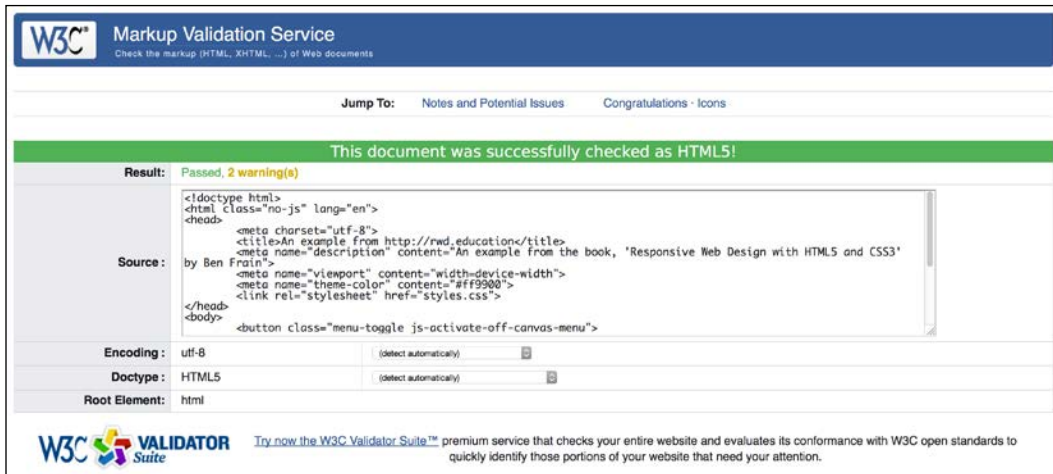 W3C®
Markup Validation Service
Check the markup (HTML, XHTML, ...) of Web documents
Jump To: Notes and Potential Issues Congratulations · Icons
This document was successfully checked as HTML5!
Result: Passed, 2 warning(s)
Source :
<!doctype html>
<html class="no-js" lang="en">
<head>
<meta charset="utf-8">
<title>An example from http://rwd.education</title>
<meta name="description" content="An example from the book, 'Responsive Web Design with HTML5 and CSS3'
by Ben Frain">
<meta name="viewport" content="width=device-width">
<meta name="theme-color" content="#ff9900">
<link rel="stylesheet" href="styles.css">
</head>
<body>
<button class="menu-toggle js-activate-off-canvas-menu">
Encoding : utf-8 (detect automatically)
Doctype : HTML5 (detect automatically)
Root Element: html
W3C VALIDATOR Suite
Try now the W3C Validator Suite™ premium service that checks your entire website and evaluates its conformance with W3C open standards to
quickly identify those portions of your website that need your attention.